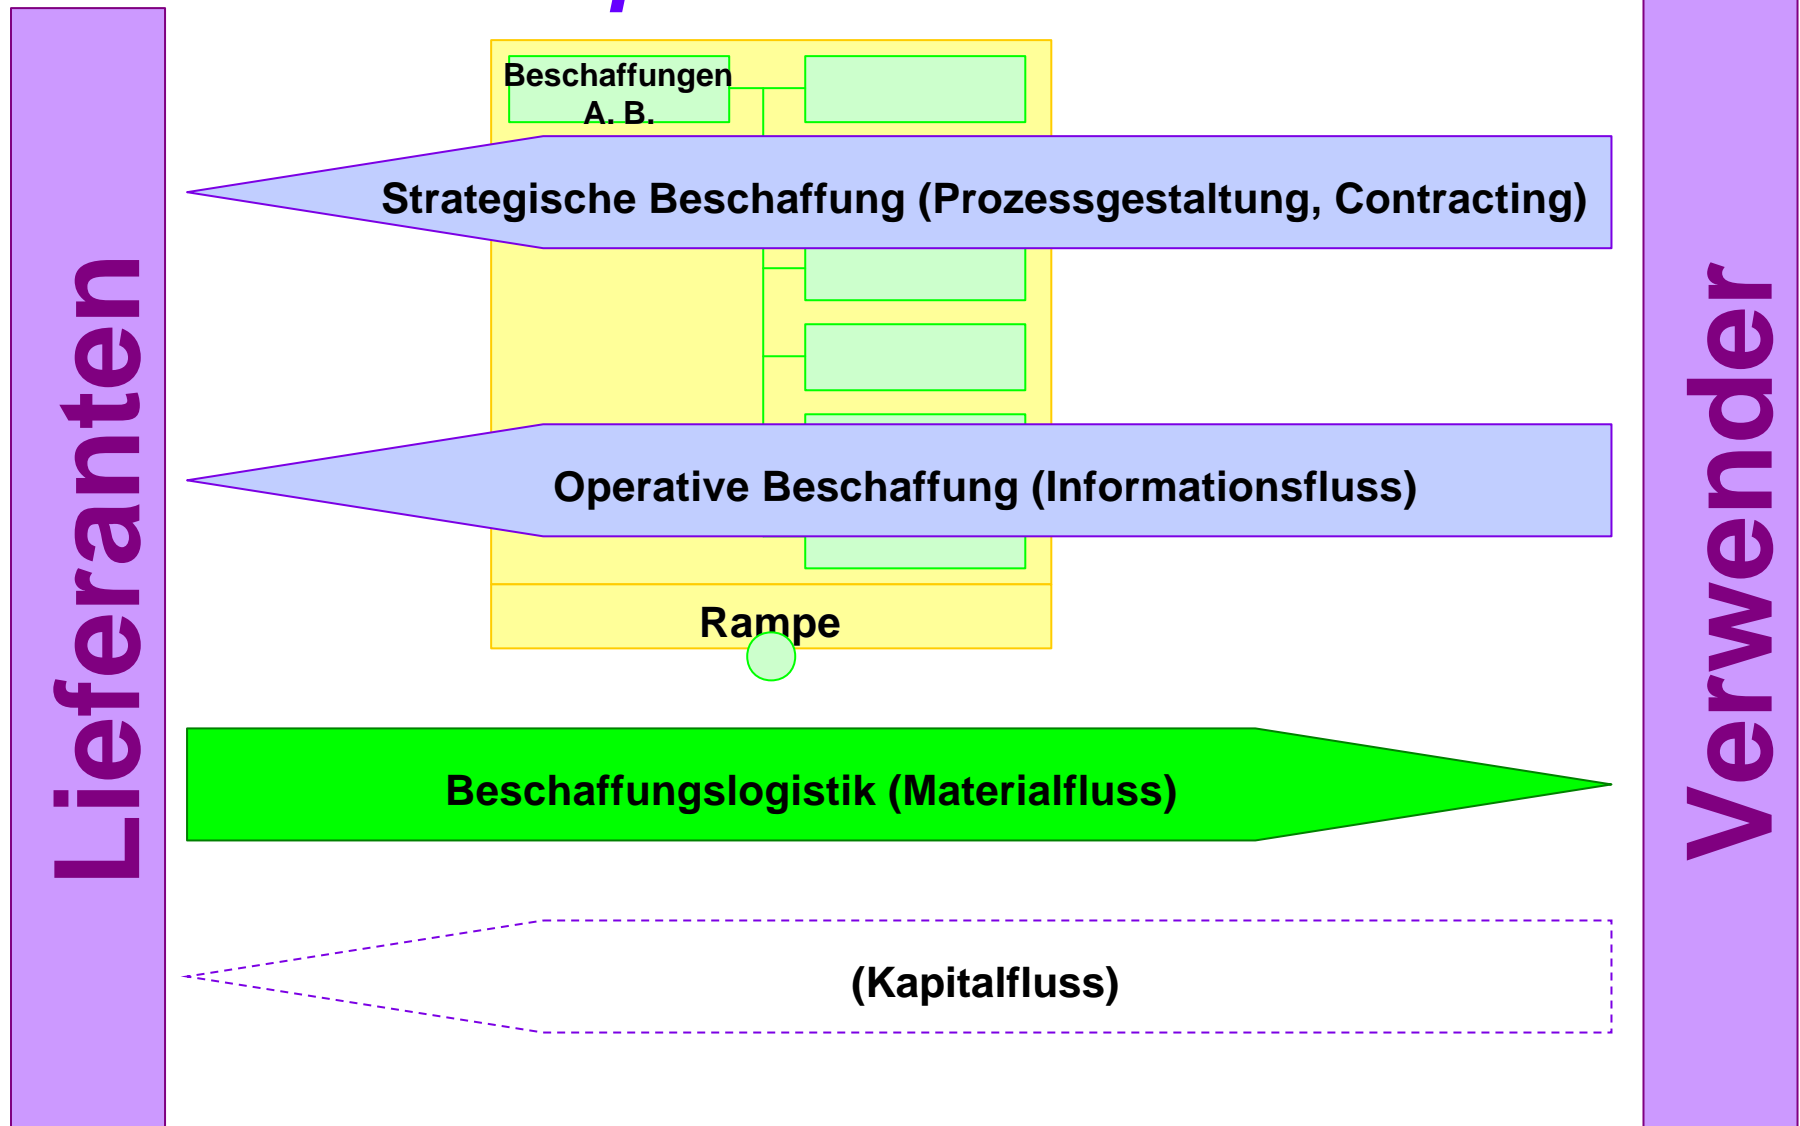 Beschaffungen
A. B.
Strategische Beschaffung (Prozessgestaltung, Contracting)
Operative Beschaffung (Informationsfluss)
Rampe
Beschaffungslogistik (Materialfluss)
(Kapitalfluss)
Lieferanten
Verwender